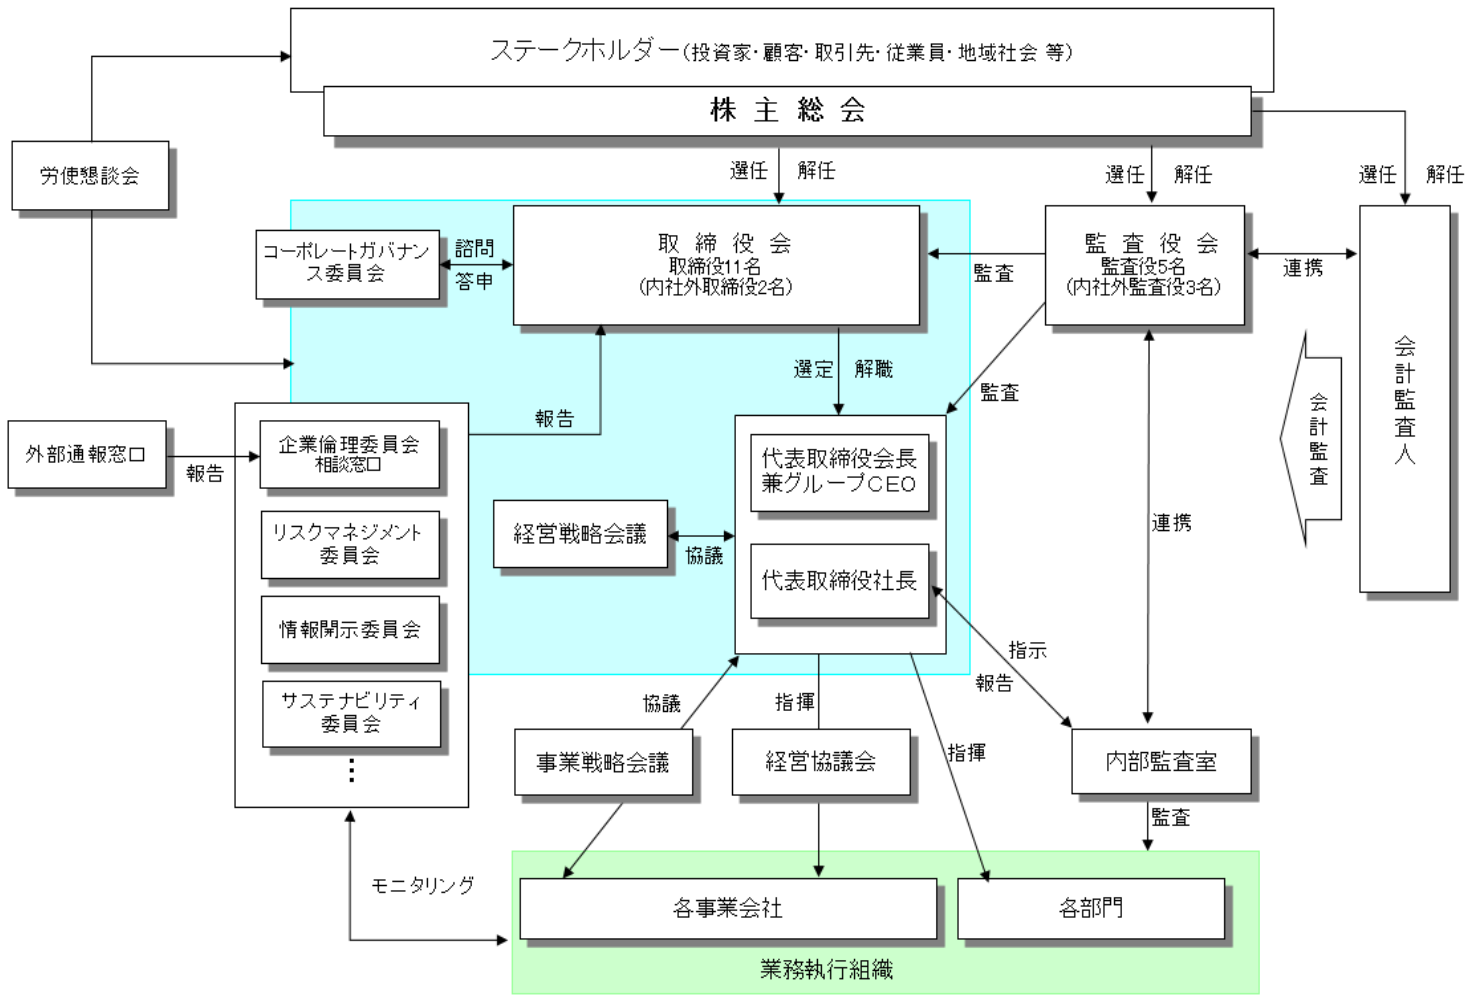 ステークホルダー(投資家・顧客・取引先・従業員・地域社会 等)
株 主 総 会
労使懇談会
選任 解任
選任 解任
選任 解任
コーポレートガバナン
ス委員会
諮問
答申
取 締 役 会
取締役11名
(内社外取締役2名)
監査
監 査 役 会
監査役5名
(内社外監査役3名)
連携
会計監査人
会計監査
選定 解職
監査
報告
外部通報窓口
報告
企業倫理委員会
相談窓口
リスクマネジメント
委員会
情報開示委員会
サステナビリティ
委員会
⋮
経営戦略会議
協議
代表取締役会長
兼グループCEO
代表取締役社長
連携
指示
報告
協議
指揮
指揮
事業戦略会議
経営協議会
内部監査室
監査
モニタリング
各事業会社
各部門
業務執行組織